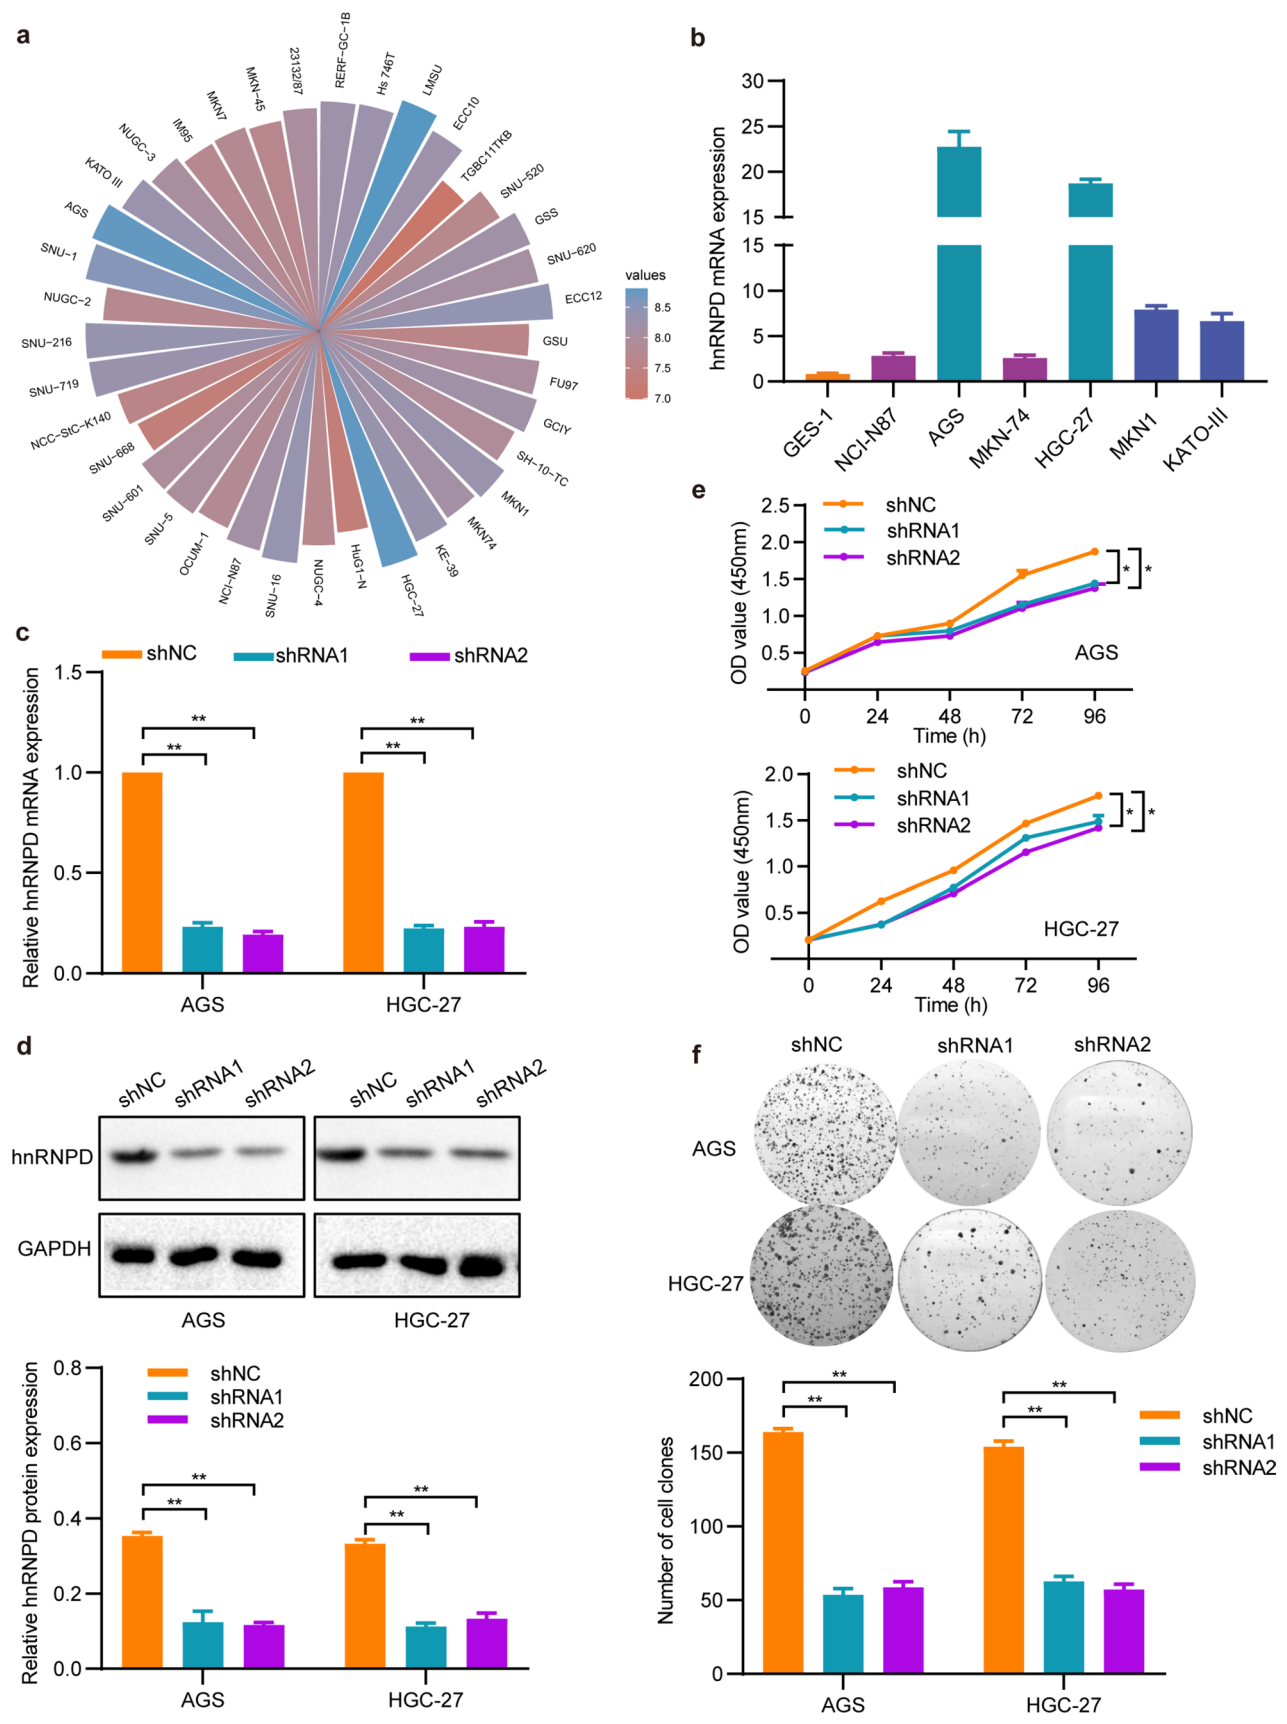 a
RERF-GC-1B
Hs 746T
LMSU
ECC10
TGBC11TKB
SNU-520
GSS
SNU-620
ECC12
GSU
FU97
GCIY
SH-10-TC
MKN1
MKN74
KE-39
HGC-27
HuG1-N
NUGC-4
SNU-16
NCI-N87
OCUM-1
SNU-5
SNU-601
SNU-668
NCC-StC-K140
SNU-719
SNU-216
NUGC-2
SNU-1
AGS
KATO III
NUGC-3
IM95
MKN7
MKN-45
23132/87
values
8.5
8.0
7.5
7.0
b
hnRNPD mRNA expression
30
25
20
15
15
10
5
0
GES-1
NCI-N87
AGS
MKN-74
HGC-27
MKN1
KATO-III
c
shNC
shRNA1
shRNA2
Relative hnRNPD mRNA expression
1.5
1.0
0.5
0.0
**
**
**
**
AGS
HGC-27
e
shNC
shRNA1
shRNA2
OD value (450nm)
2.5
2.0
1.5
1.0
0.5
* *
AGS
0 24 48 72 96
Time (h)
shNC
shRNA1
shRNA2
OD value (450nm)
2.0
1.5
1.0
0.5
* *
HGC-27
0 24 48 72 96
Time (h)
d
shNC shRNA1 shRNA2
shNC shRNA1 shRNA2
hnRNPD
GAPDH
AGS
HGC-27
shNC
shRNA1
shRNA2
Relative hnRNPD protein expression
0.8
0.6
0.4
0.2
0.0
**
**
**
**
AGS
HGC-27
f
shNC shRNA1 shRNA2
AGS
HGC-27
Number of cell clones
200
150
100
50
0
**
**
**
**
shNC
shRNA1
shRNA2
AGS
HGC-27